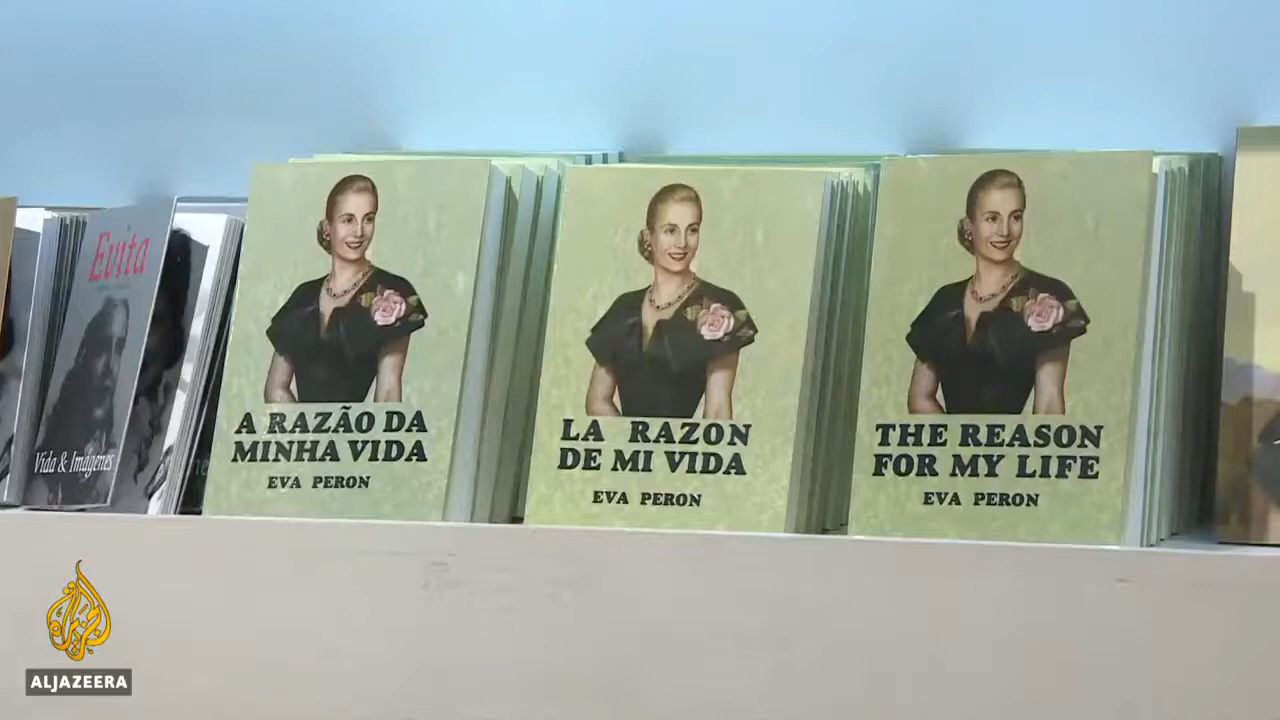 Evita
Vida & Imágenes
A RAZÃO DA
MINHA VIDA
EVA PERON
LA RAZON
DE MI VIDA
EVA PERON
THE REASON
FOR MY LIFE
EVA PERON
ALJAZEERA